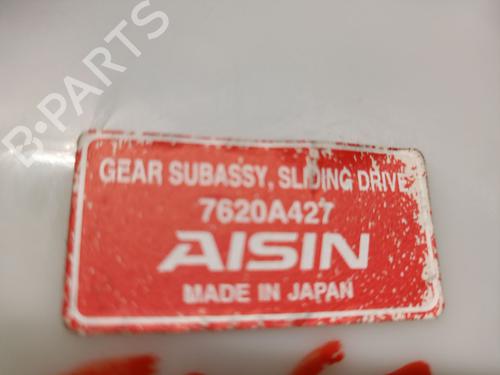 B-PARTS
GEAR SUBASSY, SLIDING DRIVE
7620A427
AISIN
MADE IN JAPAN